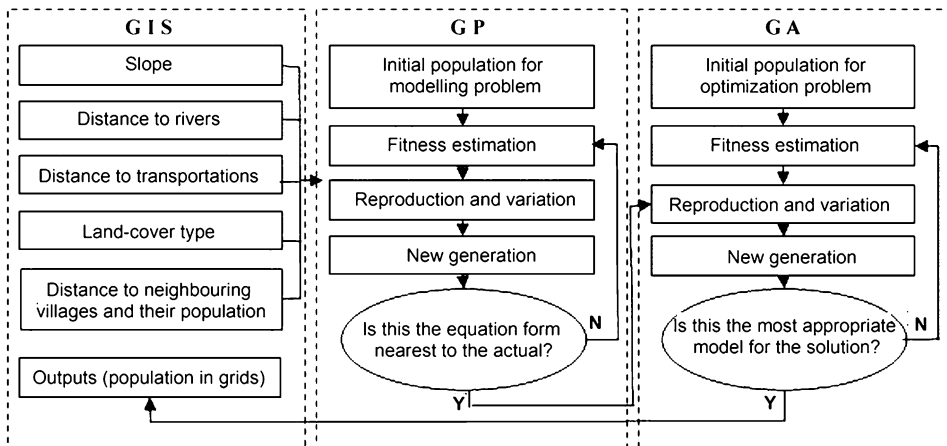 G I S
Slope
Distance to rivers
Distance to transportations
Land-cover type
Distance to neighbouring
villages and their population
Outputs (population in grids)
G P
Initial population for
modelling problem
Fitness estimation
Reproduction and variation
New generation
Is this the equation form
nearest to the actual?
N
Y
G A
Initial population for
optimization problem
Fitness estimation
Reproduction and variation
New generation
Is this the most appropriate
model for the solution?
N
Y